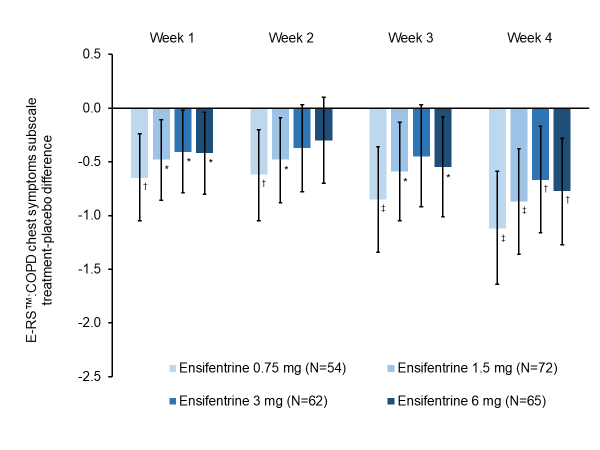 Week 1 Week 2 Week 3 Week 4
E-RS™:COPD chest symptoms subscale
treatment-placebo difference
0.5
0.0
-0.5
-1.0
-1.5
-2.0
-2.5
† * * *
† *
‡ * *
‡ ‡ † †
Ensifentrine 0.75 mg (N=54) Ensifentrine 1.5 mg (N=72)
Ensifentrine 3 mg (N=62) Ensifentrine 6 mg (N=65)